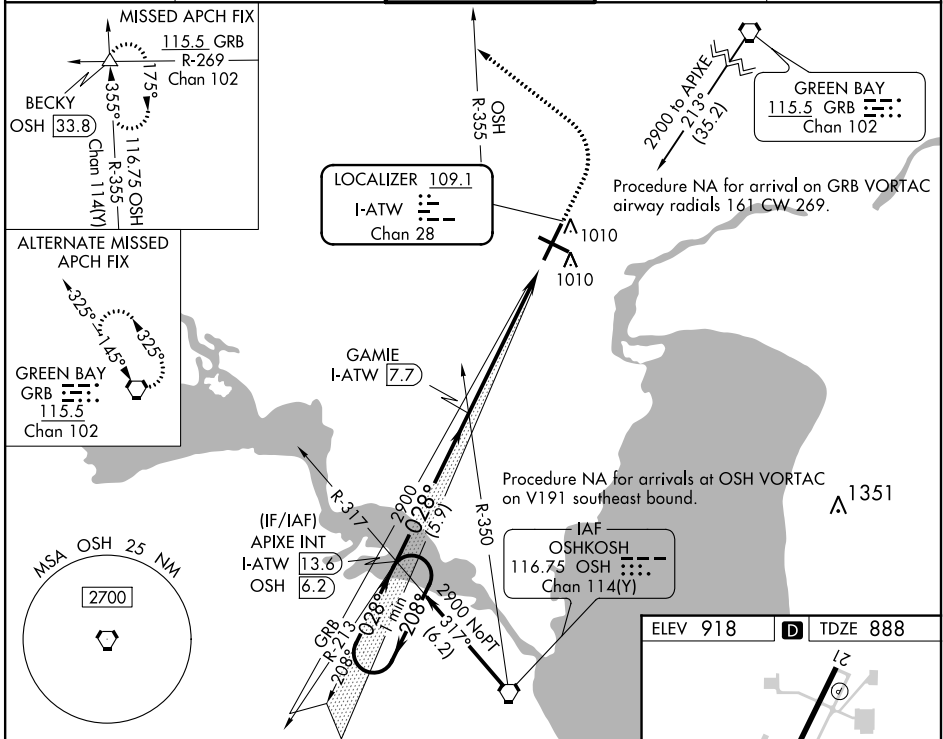 MISSED APCH FIX
115.5 GRB
R-269
Chan 102
175°
355°
BECKY
OSH 33.8
116.75 OSH
R-355
Chan 114(Y)
ALTERNATE MISSED
APCH FIX
325°
145°
325°
GREEN BAY
GRB
115.5
Chan 102
OSH
R-355
LOCALIZER 109.1
I-ATW
Chan 28
1010
1010
2900 to APIXE
213°
(35.2)
GREEN BAY
115.5 GRB
Chan 102
Procedure NA for arrival on GRB VORTAC
airway radials 161 CW 269.
GAMIE
I-ATW 7.7
R-317
2900
028°
(5.9)
R-350
Procedure NA for arrivals at OSH VORTAC
on V191 southeast bound.
1351
(IF/IAF)
APIXE INT
I-ATW 13.6
OSH 6.2
IAF
OSHKOSH
116.75 OSH
Chan 114(Y)
GRB
R-213
208°
028°
1 min
208°
2900 NoPT
317°
(6.2)
MSA OSH 25 NM
2700
ELEV 918
D
TDZE 888
21
P